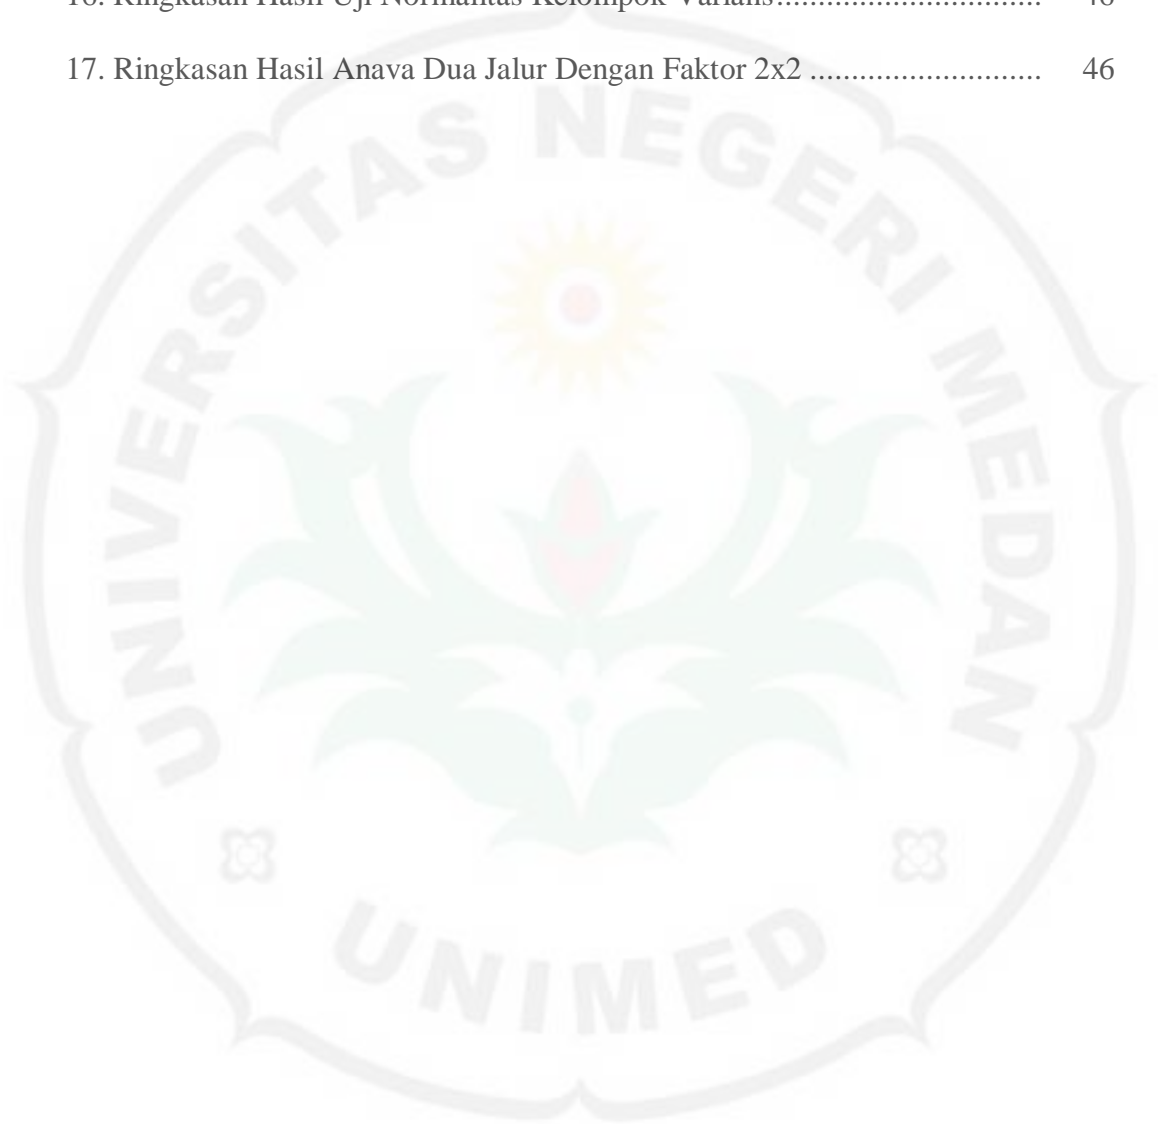 16. Ringkasan Hasil Uji Normalitas Kelompok Varians................................ 46
17. Ringkasan Hasil Anava Dua Jalur Dengan Faktor 2x2 ............................ 46
UNIVERSITAS NEGERI MEDAN
UNIMED